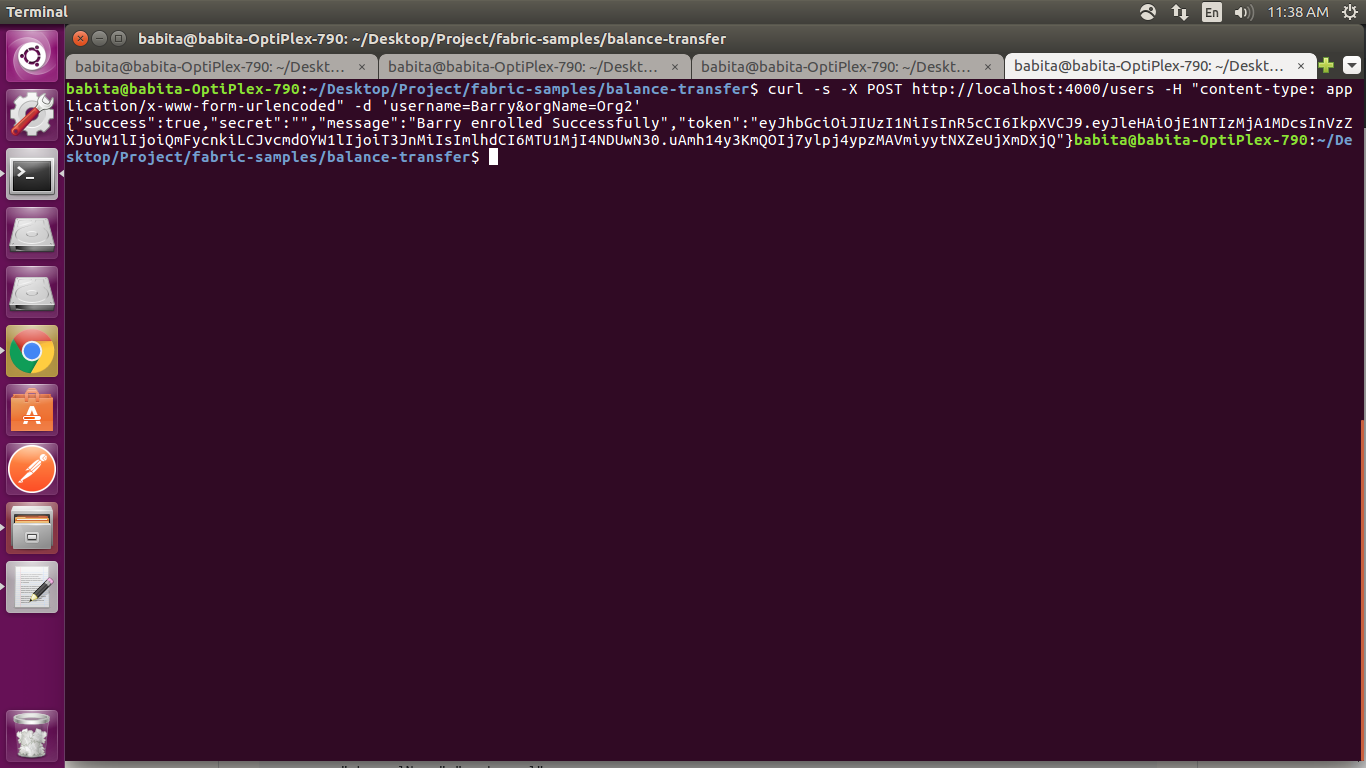 Terminal
En
11:38 AM
babita@babita-OptiPlex-790: ~/Desktop/Project/fabric-samples/balance-transfer
babita@babita-OptiPlex-790: ~/Deskt... × babita@babita-OptiPlex-790: ~/Deskt... × babita@babita-OptiPlex-790: ~/Deskt... × babita@babita-OptiPlex-790: ~/Deskt... ×
babita@babita-OptiPlex-790:~/Desktop/Project/fabric-samples/balance-transfer$ curl -s -X POST http://localhost:4000/users -H "content-type: app
lication/x-www-form-urlencoded" -d 'username=Barry&orgName=Org2'
{"success":true,"secret":"","message":"Barry enrolled Successfully","token":"eyJhbGciOiJIUzI1NiIsInR5cCI6IkpXVCJ9.eyJleHAiOjE1NTIzMjA1MDcsInVzZ
XJuYW1lIjoiQmFycnkiLCJvcmdOYW1lIjoiT3JnMiIsImlhdCI6MTU1MjI4NDUwN30.uAmh14y3KmQOIj7ylpj4ypzMAVmiyytNXZeUjXmDXjQ"}babita@babita-OptiPlex-790:~/De
sktop/Project/fabric-samples/balance-transfer$